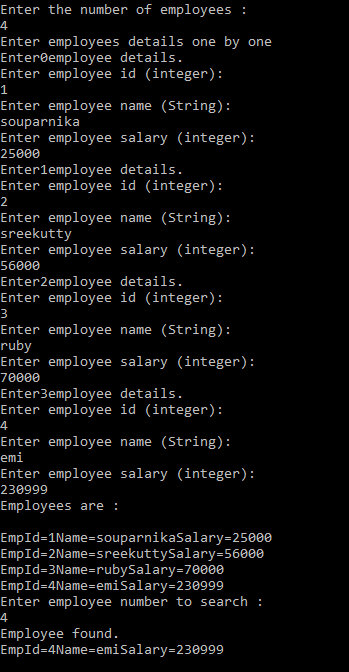 Enter the number of employees :
4
Enter employees details one by one
Enter0employee details.
Enter employee id (integer):
1
Enter employee name (String):
souparnika
Enter employee salary (integer):
25000
Enter1employee details.
Enter employee id (integer):
2
Enter employee name (String):
sreekutty
Enter employee salary (integer):
56000
Enter2employee details.
Enter employee id (integer):
3
Enter employee name (String):
ruby
Enter employee salary (integer):
70000
Enter3employee details.
Enter employee id (integer):
4
Enter employee name (String):
emi
Enter employee salary (integer):
230999
Employees are :
EmpId=1Name=souparnikaSalary=25000
EmpId=2Name=sreekuttySalary=56000
EmpId=3Name=rubySalary=70000
EmpId=4Name=emiSalary=230999
Enter employee number to search :
4
Employee found.
EmpId=4Name=emiSalary=230999